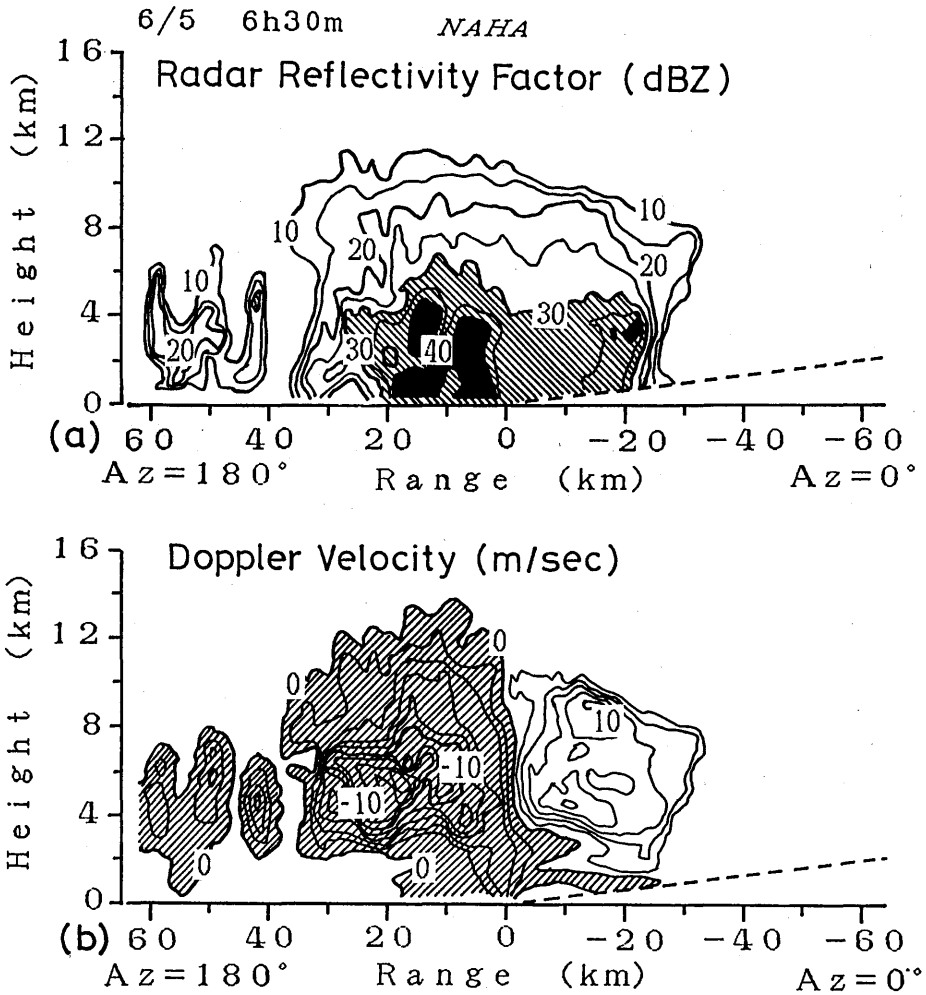 6/5 6h30m NAHA
Radar Reflectivity Factor (dBZ)
Height (km)
16
12
8
4
0
10
10
10
20
20
20
30
30
40
(a) 60 40 20 0 -20 -40 -60
Az=180° Range (km) Az=0°
Doppler Velocity (m/sec)
Height (km)
16
12
8
4
0
0
0
10
-10
-10
0
0
(b) 60 40 20 0 -20 -40 -60
Az=180° Range (km) Az=0°